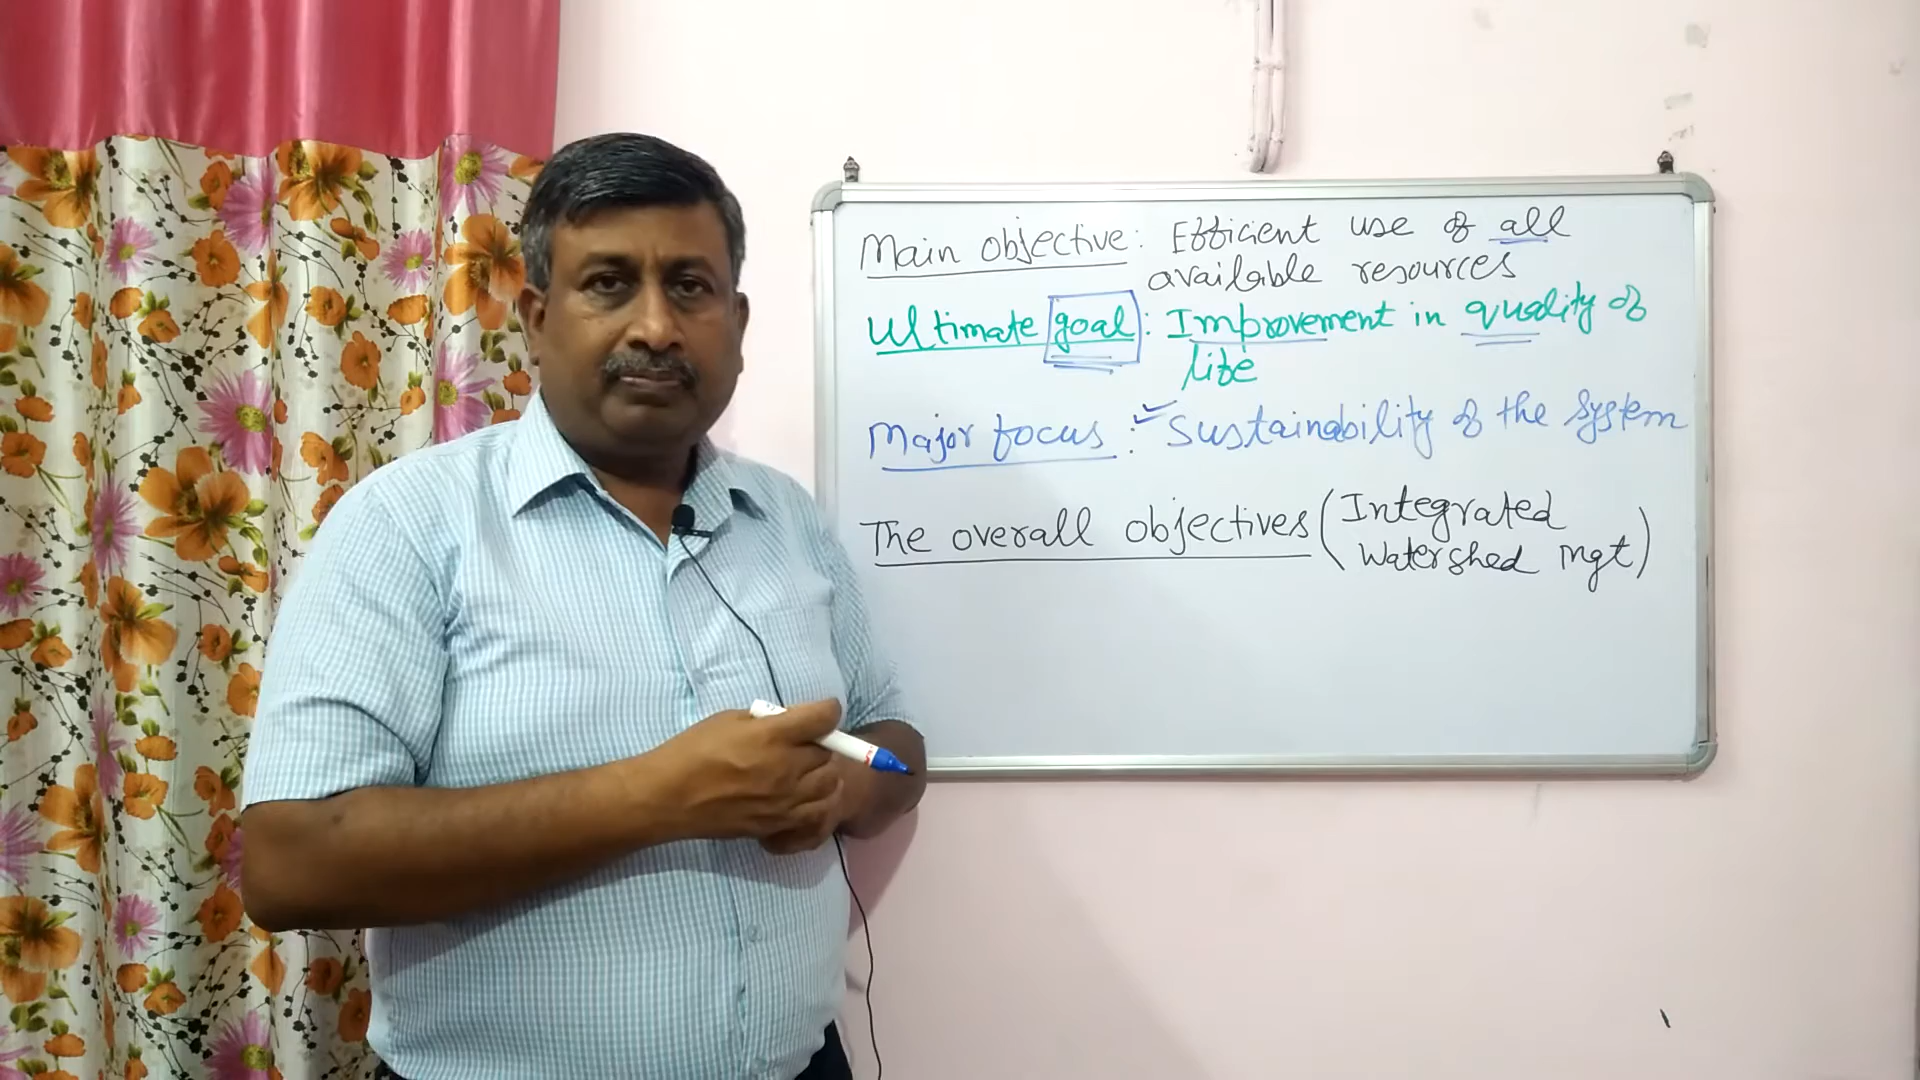 Main objective: Efficient use of all
available resources
Ultimate goal: Improvement in quality of
life
Major focus: Sustainability of the System
The overall objectives (Integrated
Watershed mgt)